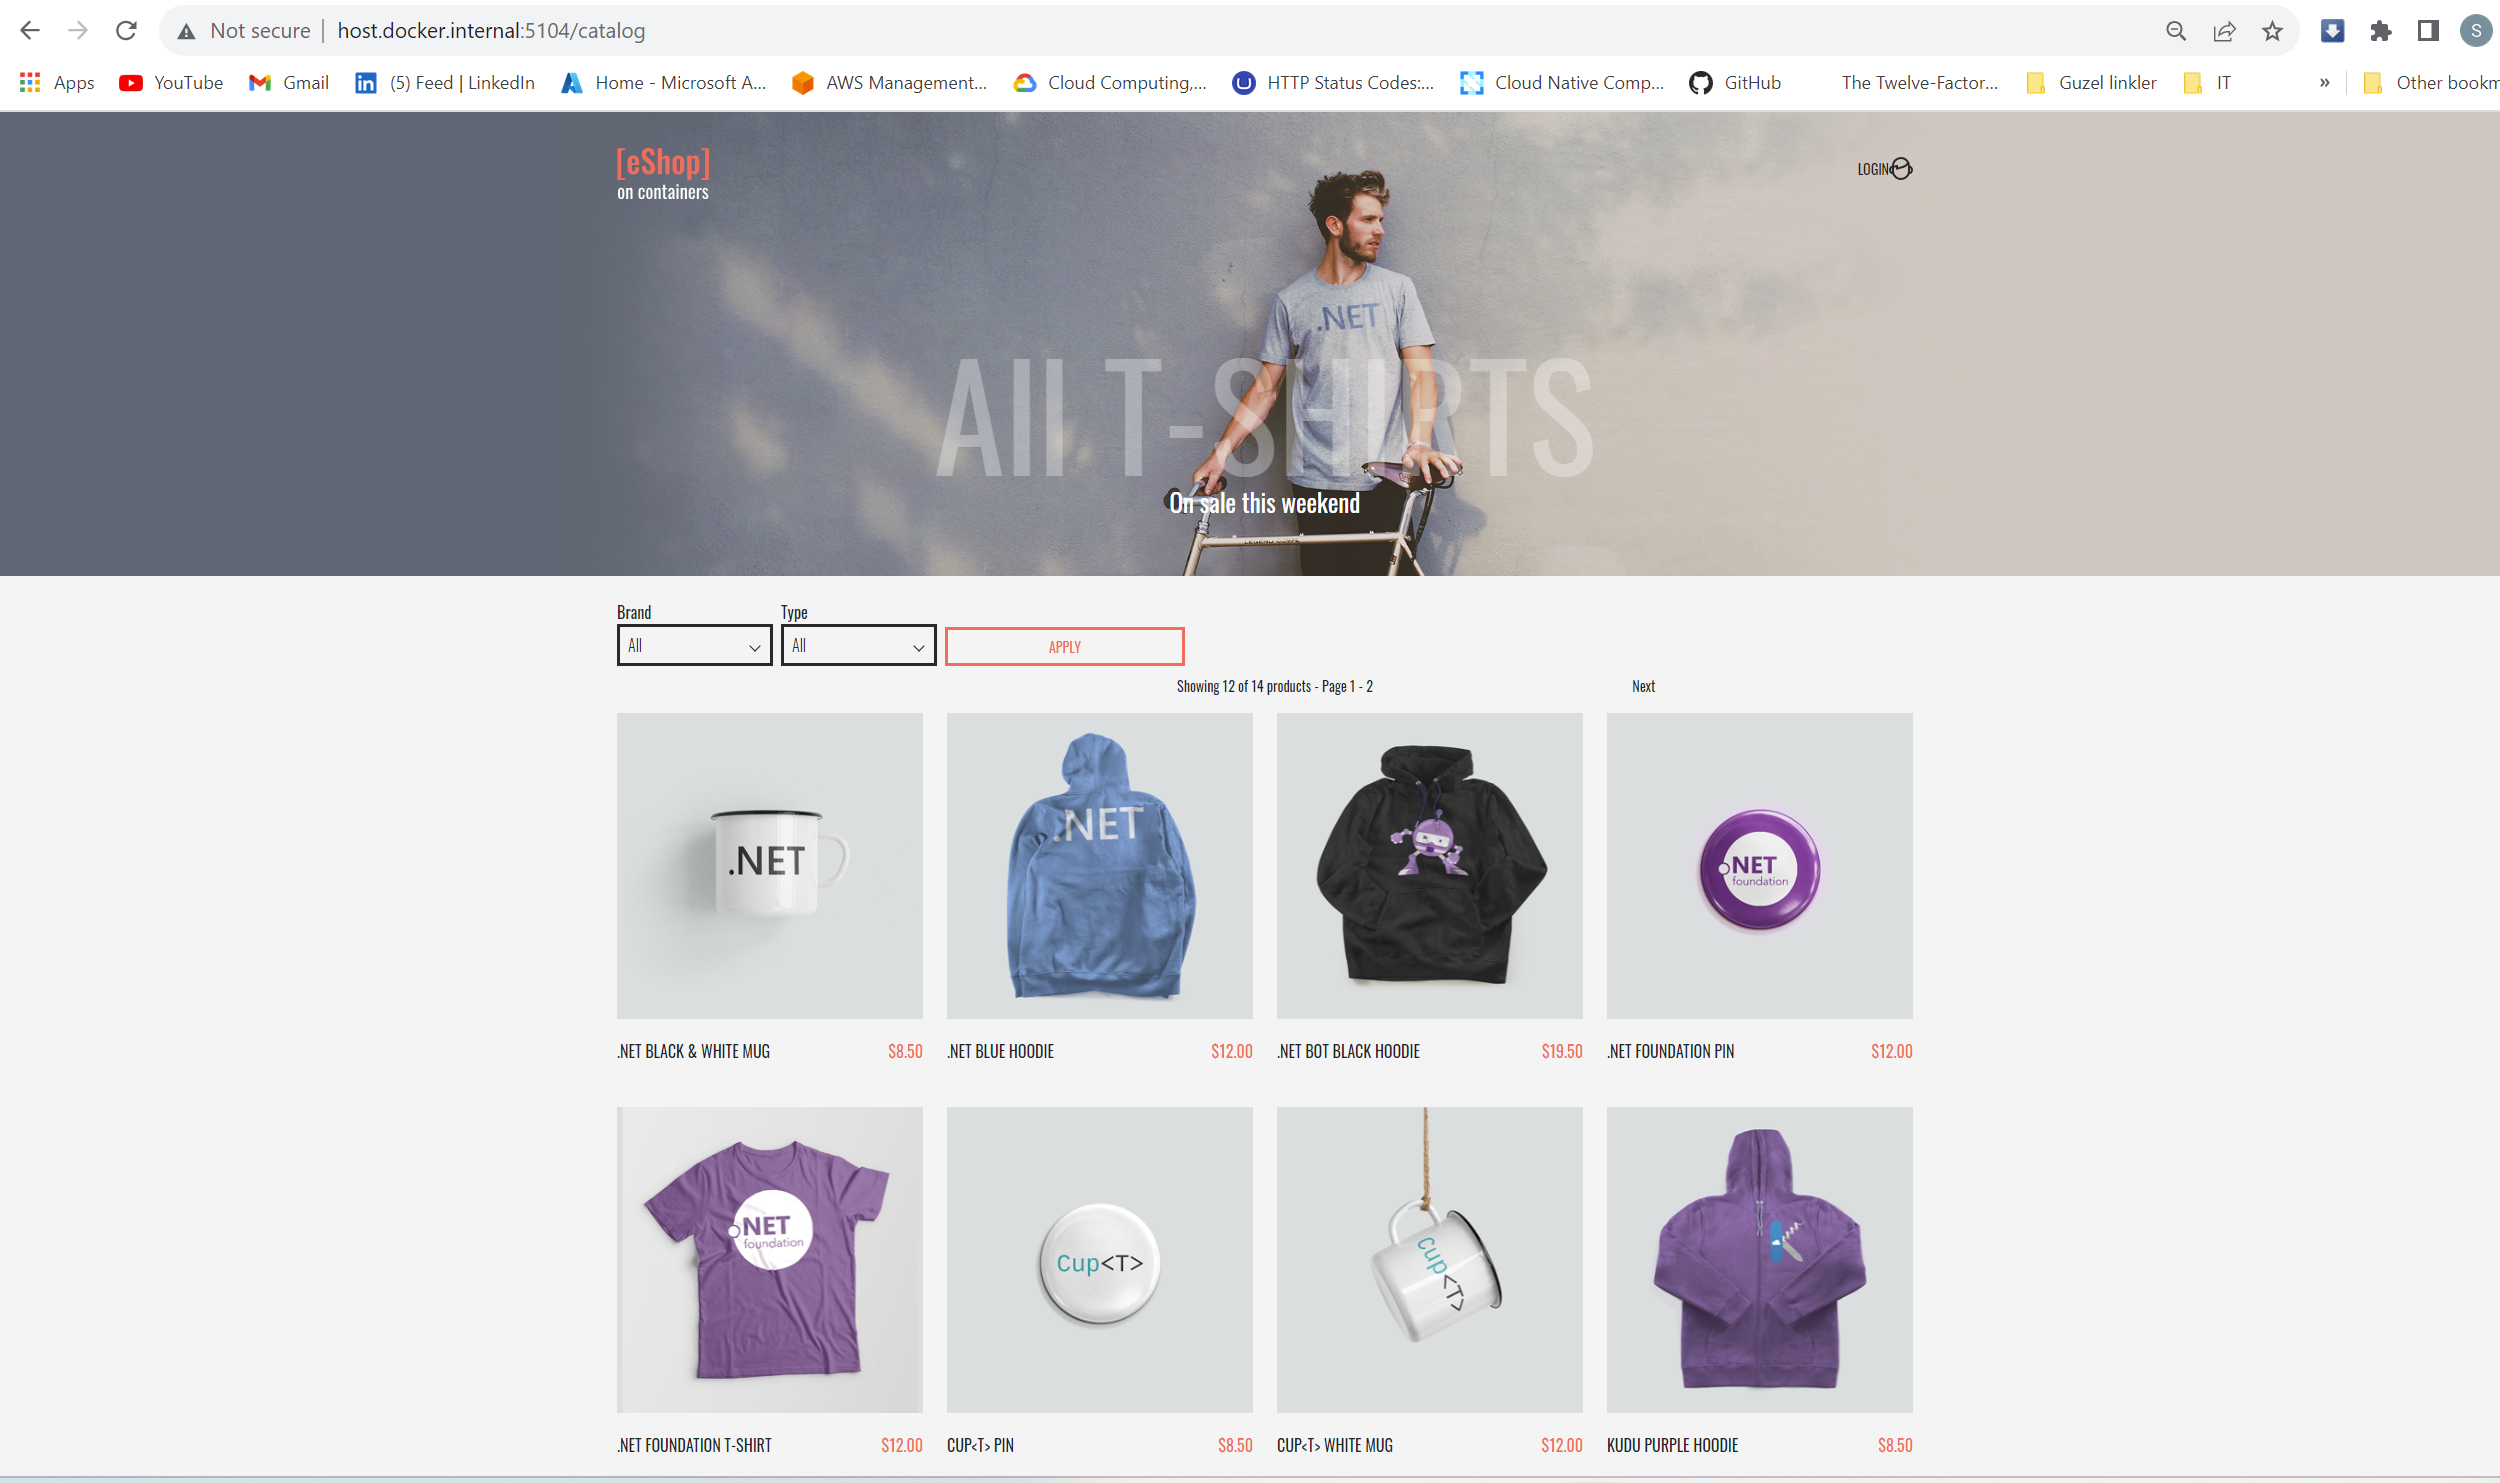 Not secure | host.docker.internal:5104/catalog
S
Apps YouTube Gmail (5) Feed | LinkedIn Home - Microsoft A... AWS Management... Cloud Computing,... HTTP Status Codes:... Cloud Native Comp... GitHub The Twelve-Factor... Guzel linkler IT » Other bookm
[eShop]
on containers
LOGIN
.NET
All T-SHIRTS
On sale this weekend
Brand Type
All All APPLY
Showing 12 of 14 products - Page 1 - 2 Next
.NET
.NET
.NET
foundation
.NET BLACK & WHITE MUG $8.50 .NET BLUE HOODIE $12.00 .NET BOT BLACK HOODIE $19.50 .NET FOUNDATION PIN $12.00
.NET
foundation
Cup<T>
Cup<T>
.NET FOUNDATION T-SHIRT $12.00 CUP<T> PIN $8.50 CUP<T> WHITE MUG $12.00 KUDU PURPLE HOODIE $8.50